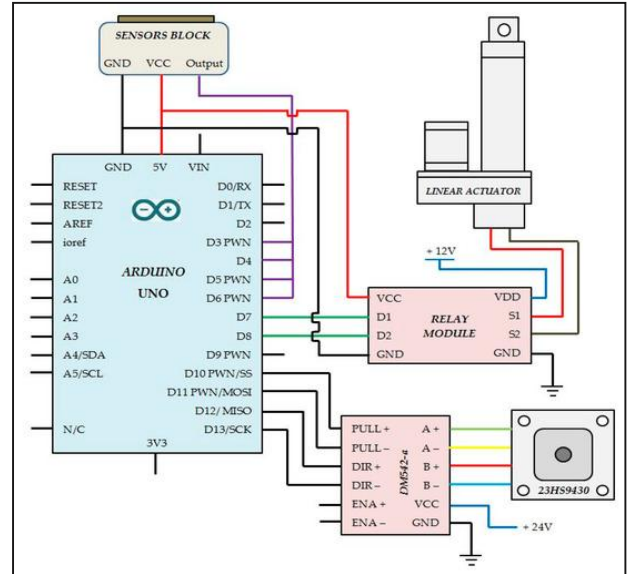 SENSORS BLOCK
GND VCC Output
GND 5V VIN
RESET D0/RX
RESET2 D1/TX
AREF D2
ioref D3 PWN
D4
A0 D5 PWN
A1 D6 PWN
A2 D7
A3 D8
A4/SDA D9 PWN
A5/SCL D10 PWN/SS
D11 PWN/MOSI
D12/ MISO
N/C D13/SCK
3V3
ARDUINO
UNO
LINEAR ACTUATOR
+ 12V
VCC VDD
D1 S1
D2 S2
GND GND
RELAY
MODULE
PULL + A +
PULL – A –
DIR + B +
DIR – B –
ENA + VCC
ENA – GND
DM542-a
23HS9430
+ 24V